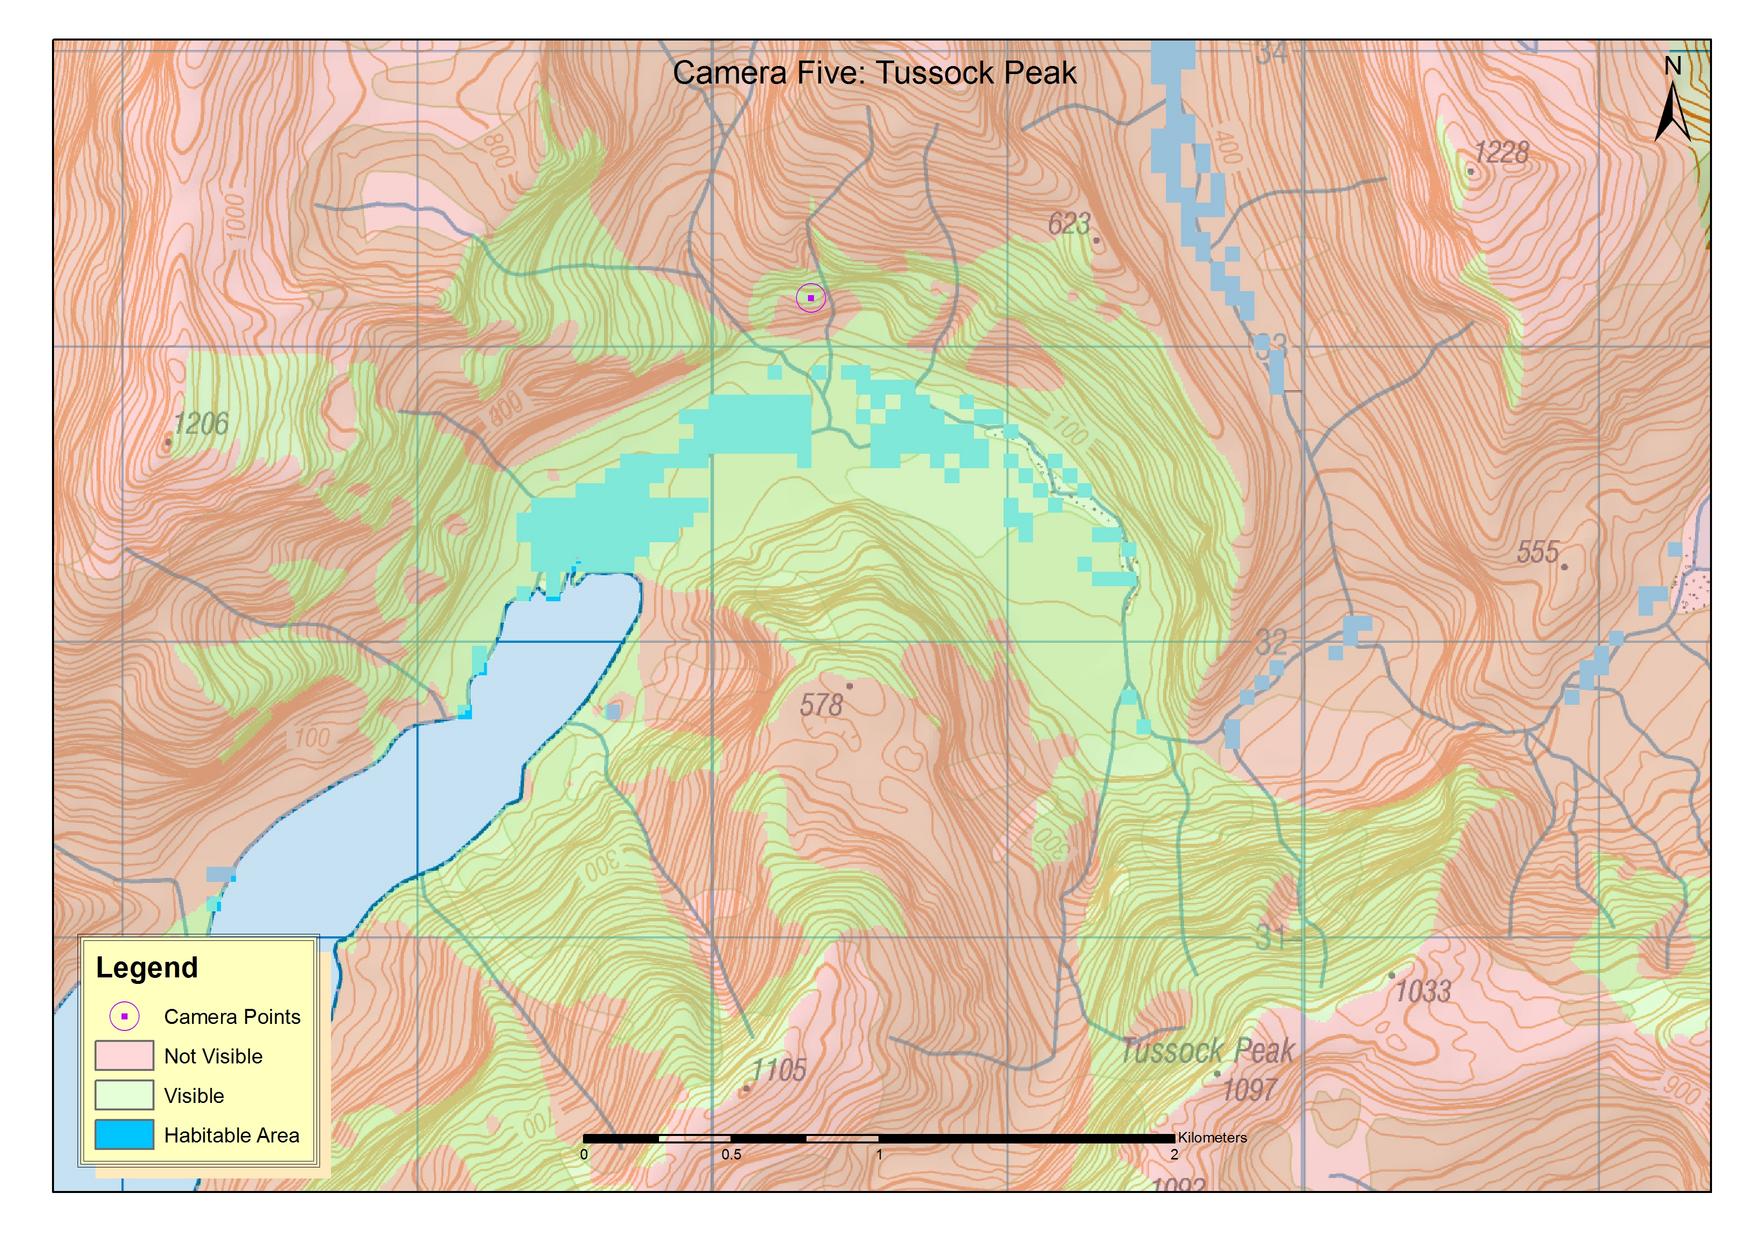 34
Camera Five: Tussock Peak
N
800
400
1228
1000
623
33
400
1206
100
555
32
578
100
300
300
31
1033
Legend
Camera Points
Not Visible
Visible
Habitable Area
Tussock Peak
1097
1105
900
700
Kilometers
0 0.5 1 2
1092